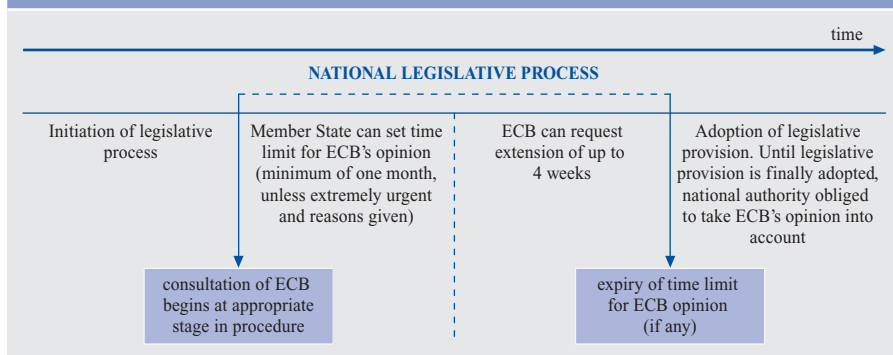 time
NATIONAL LEGISLATIVE PROCESS
Initiation of legislative
process
Member State can set time
limit for ECB’s opinion
(minimum of one month,
unless extremely urgent
and reasons given)
ECB can request
extension of up to
4 weeks
Adoption of legislative
provision. Until legislative
provision is finally adopted,
national authority obliged
to take ECB’s opinion into
account
consultation of ECB
begins at appropriate
stage in procedure
expiry of time limit
for ECB opinion
(if any)